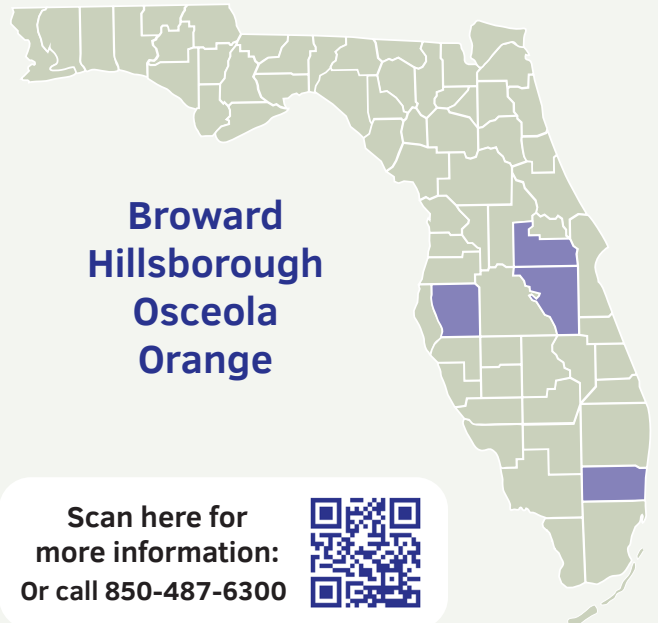 Broward
Hillsborough
Osceola
Orange
Scan here for
more information:
Or call 850-487-6300